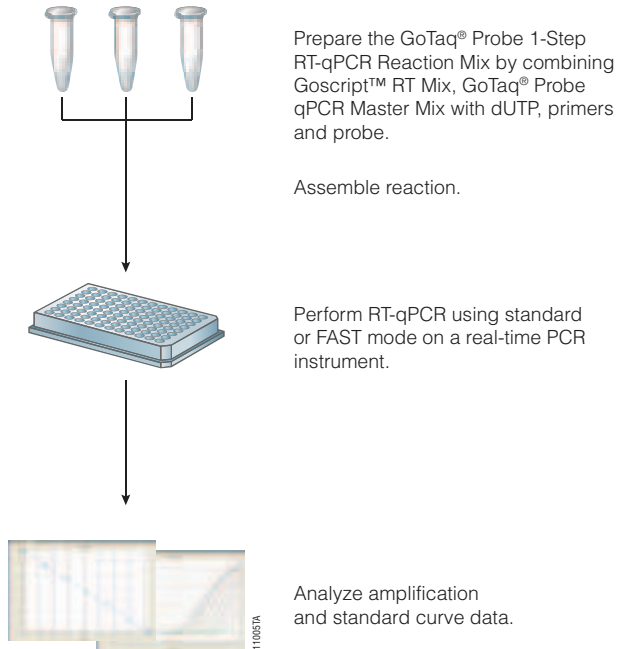 Prepare the GoTaq® Probe 1-Step
RT-qPCR Reaction Mix by combining
Goscript™ RT Mix, GoTaq® Probe
qPCR Master Mix with dUTP, primers
and probe.
Assemble reaction.
Perform RT-qPCR using standard
or FAST mode on a real-time PCR
instrument.
Analyze amplification
and standard curve data.
11005TA